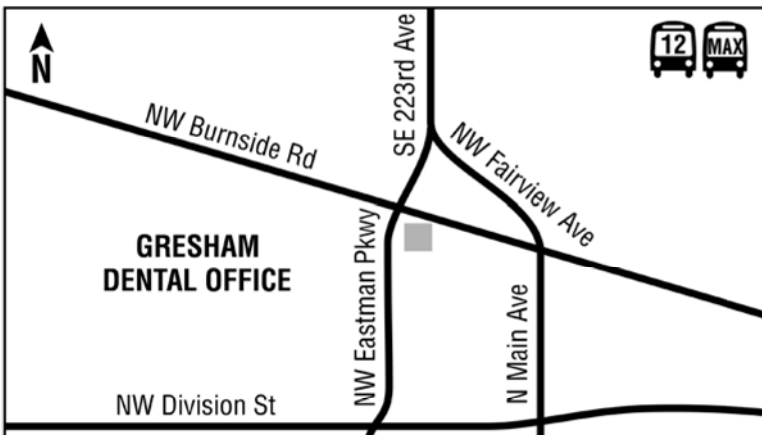 N
12
MAX
SE 223rd Ave
NW Burnside Rd
NW Fairview Ave
GRESHAM
DENTAL OFFICE
NW Eastman Pkwy
N Main Ave
NW Division St